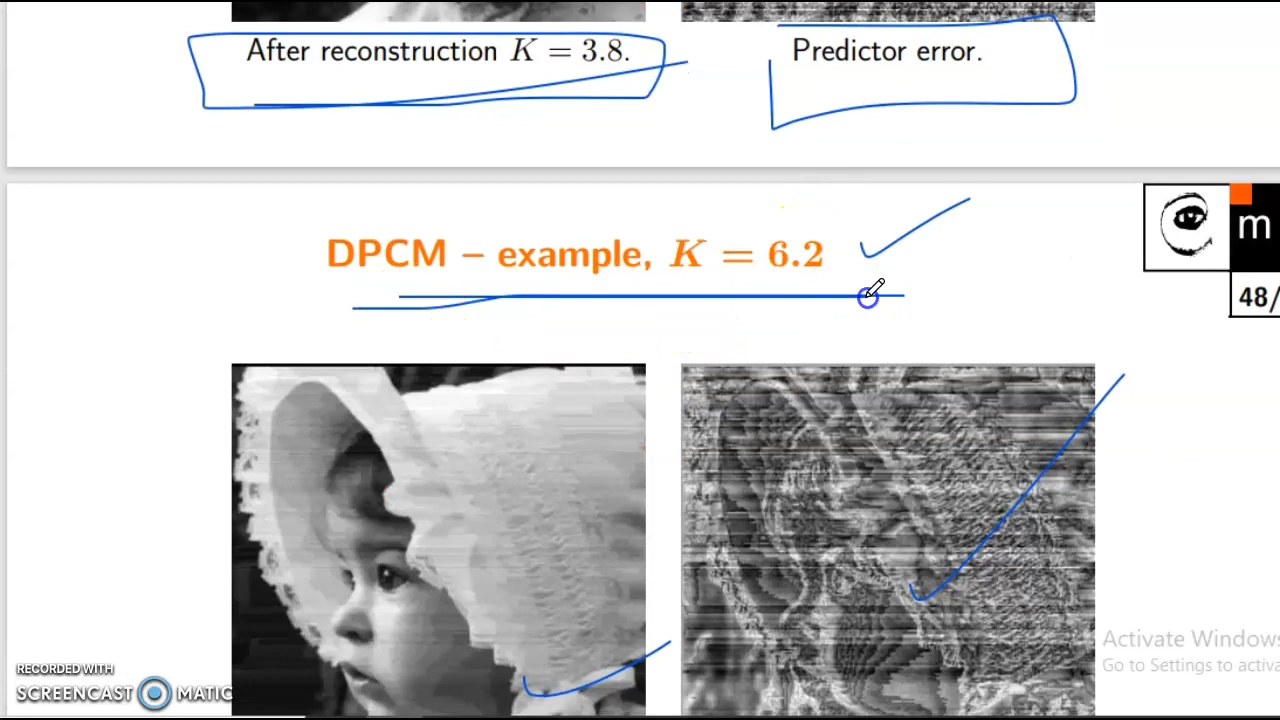 After reconstruction K = 3.8.
Predictor error.
DPCM – example, K = 6.2
m
48/
Activate Windows
Go to Settings to activa
RECORDED WITH
SCREENCAST MATIC